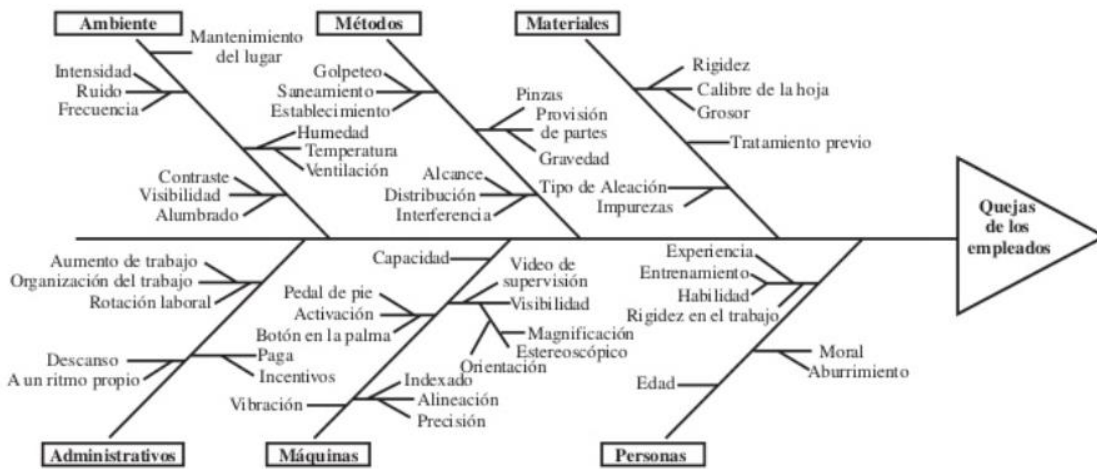 Ambiente
Métodos
Materiales
Mantenimiento
del lugar
Intensidad
Ruido
Frecuencia
Humedad
Temperatura
Ventilación
Contraste
Visibilidad
Alumbrado
Golpeteo
Saneamiento
Establecimiento
Pinzas
Provisión
de partes
Gravedad
Alcance
Distribución
Interferencia
Rigidez
Calibre de la hoja
Grosor
Tratamiento previo
Tipo de Aleación
Impurezas
Quejas
de los
empleados
Aumento de trabajo
Organización del trabajo
Rotación laboral
Descanso
A un ritmo propio
Paga
Incentivos
Capacidad
Video de
supervisión
Visibilidad
Magnificación
Estereoscópico
Orientación
Pedal de pie
Activación
Botón en la palma
Vibración
Indexado
Alineación
Precisión
Experiencia
Entrenamiento
Habilidad
Rigidez en el trabajo
Moral
Aburrimiento
Edad
Administrativos
Máquinas
Personas